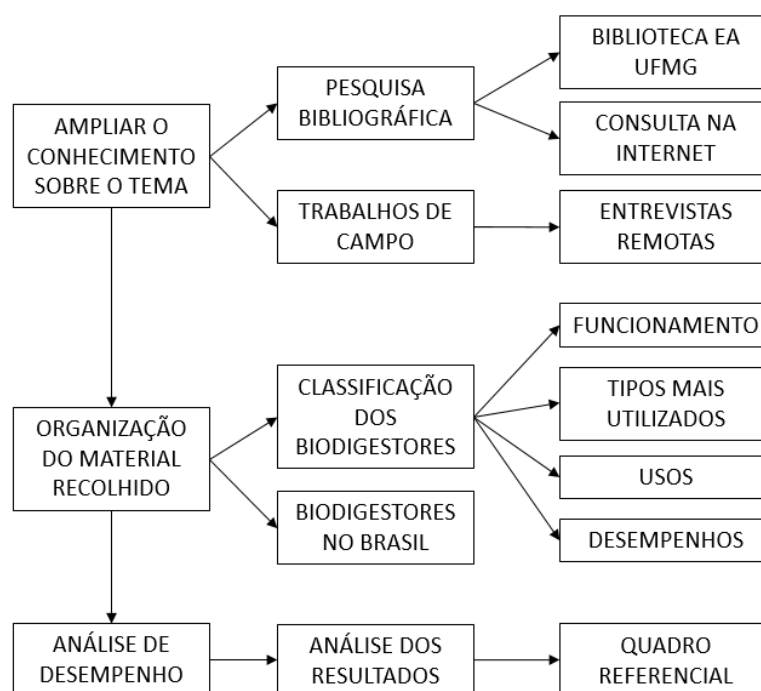 AMPLIAR O
CONHECIMENTO
SOBRE O TEMA
PESQUISA
BIBLIOGRÁFICA
BIBLIOTECA EA
UFMG
CONSULTA NA
INTERNET
TRABALHOS DE
CAMPO
ENTREVISTAS
REMOTAS
ORGANIZAÇÃO
DO MATERIAL
RECOLHIDO
CLASSIFICAÇÃO
DOS
BIODIGESTORES
FUNCIONAMENTO
TIPOS MAIS
UTILIZADOS
USOS
DESEMPENHOS
BIODIGESTORES
NO BRASIL
ANÁLISE DE
DESEMPENHO
ANÁLISE DOS
RESULTADOS
QUADRO
REFERENCIAL